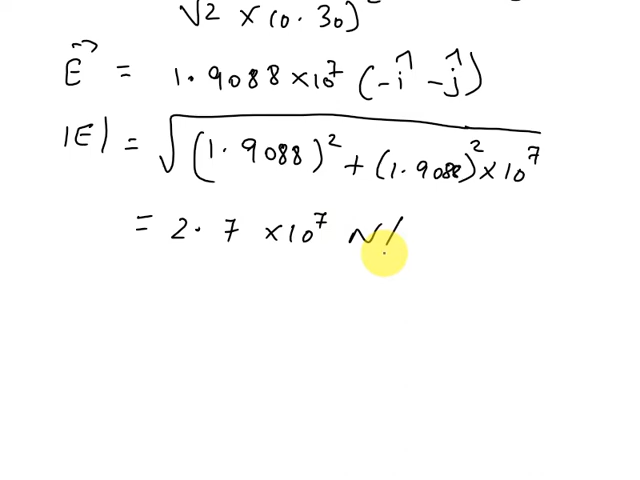 √2 × (0.30)
E⃗ = 1.9088 × 10⁷ (-î - ĵ)
|E| = √(1.9088)² + (1.9088)² × 10⁷
= 2.7 × 10⁷ N/